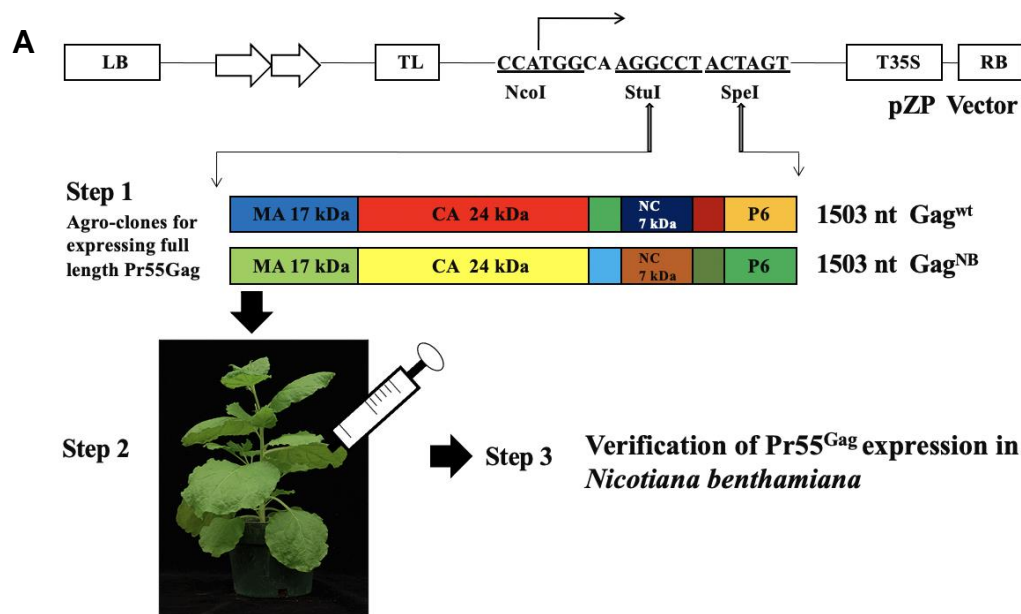 A
LB
TL
CCATGGCA AGGCCT ACTAGT
T35S
RB
NcoI
StuI
SpeI
pZP Vector
Step 1
Agro-clones for
expressing full
length Pr55Gag
MA 17 kDa
CA 24 kDa
NC
7 kDa
P6
1503 nt Gagwt
MA 17 kDa
CA 24 kDa
NC
7 kDa
P6
1503 nt GagNB
Step 2
Step 3
Verification of Pr55Gag expression in
Nicotiana benthamiana